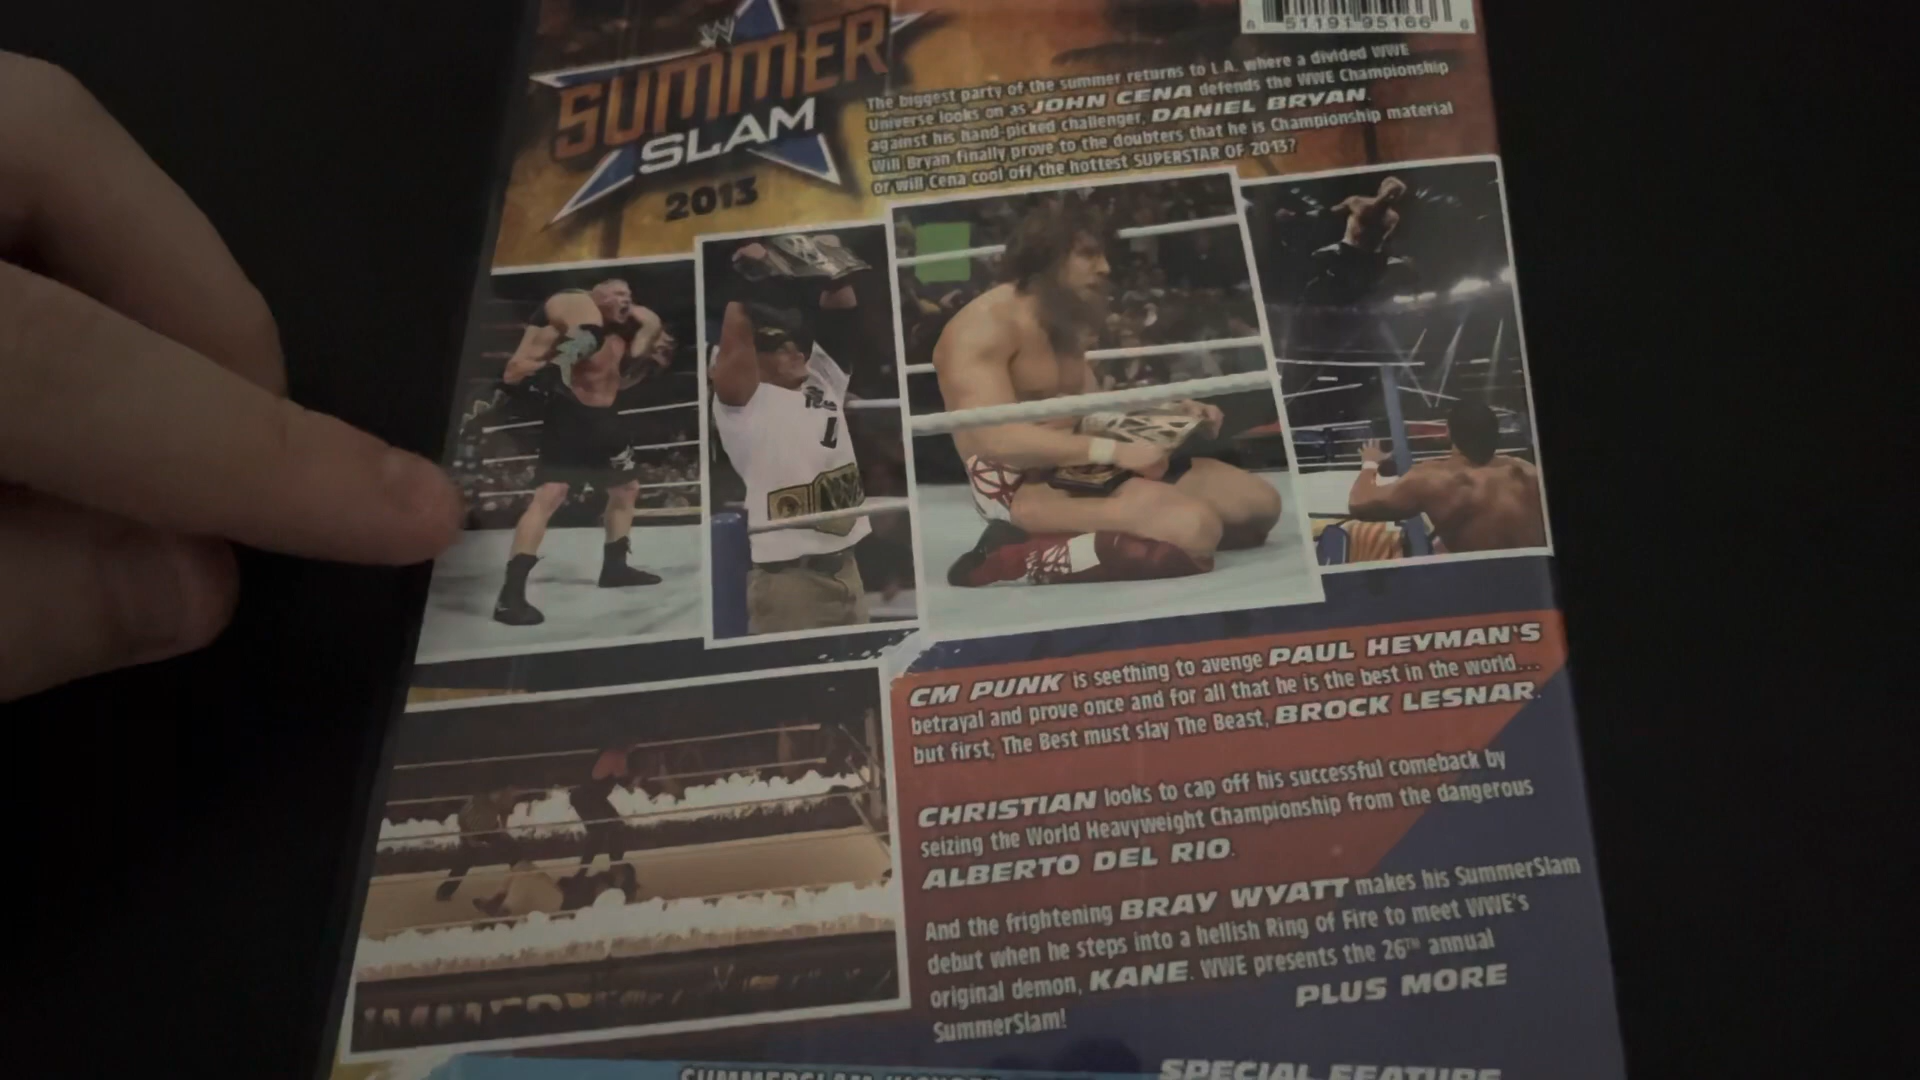 W
SUMMER
SLAM
2013
51191 95166 6
The biggest party of the summer returns to L.A. where a divided WWE
Universe looks on as JOHN CENA defends the WWE Championship
against his hand-picked challenger, DANIEL BRYAN.
Will Bryan finally prove to the doubters that he is Championship material
or will Cena cool off the hottest SUPERSTAR OF 2013?
CM PUNK is seething to avenge PAUL HEYMAN'S
betrayal and prove once and for all that he is the best in the world...
but first, The Best must slay The Beast, BROCK LESNAR.
CHRISTIAN looks to cap off his successful comeback by
seizing the World Heavyweight Championship from the dangerous
ALBERTO DEL RIO.
And the frightening BRAY WYATT makes his SummerSlam
debut when he steps into a hellish Ring of Fire to meet WWE's
original demon, KANE. WWE presents the 26TH annual
SummerSlam!
PLUS MORE
SPECIAL FEATURE